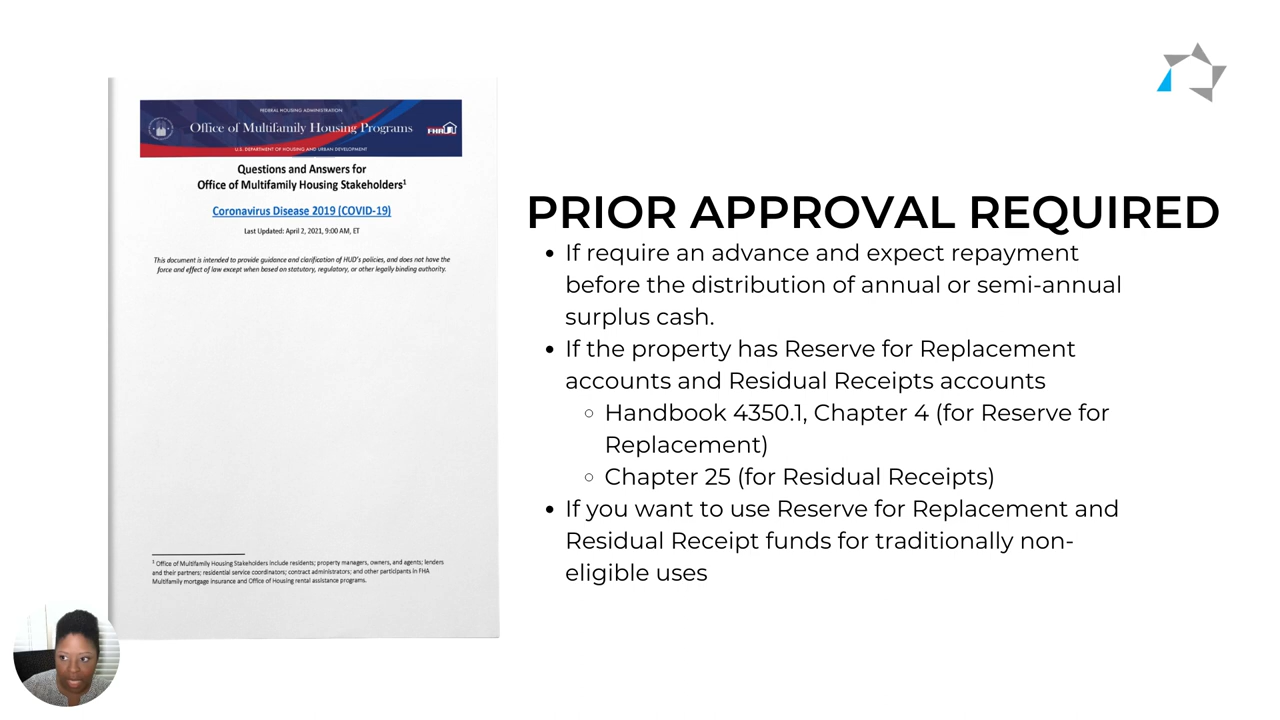 FEDERAL HOUSING ADMINISTRATION
Office of Multifamily Housing Programs
FHA
U.S. DEPARTMENT OF HOUSING AND URBAN DEVELOPMENT
Questions and Answers for
Office of Multifamily Housing Stakeholders¹
Coronavirus Disease 2019 (COVID-19)
Last Updated: April 2, 2021, 9:00 AM, ET
This document is intended to provide guidance and clarification of HUD's policies, and does not have the
force and effect of law except when based on statutory, regulatory, or other legally binding authority.
¹ Office of Multifamily Housing Stakeholders include residents; property managers, owners, and agents; lenders
and their partners; residential service coordinators; contract administrators; and other participants in FHA
Multifamily mortgage insurance and Office of Housing rental assistance programs.
PRIOR APPROVAL REQUIRED
• If require an advance and expect repayment
before the distribution of annual or semi-annual
surplus cash.
• If the property has Reserve for Replacement
accounts and Residual Receipts accounts
◦ Handbook 4350.1, Chapter 4 (for Reserve for
Replacement)
◦ Chapter 25 (for Residual Receipts)
• If you want to use Reserve for Replacement and
Residual Receipt funds for traditionally non-
eligible uses